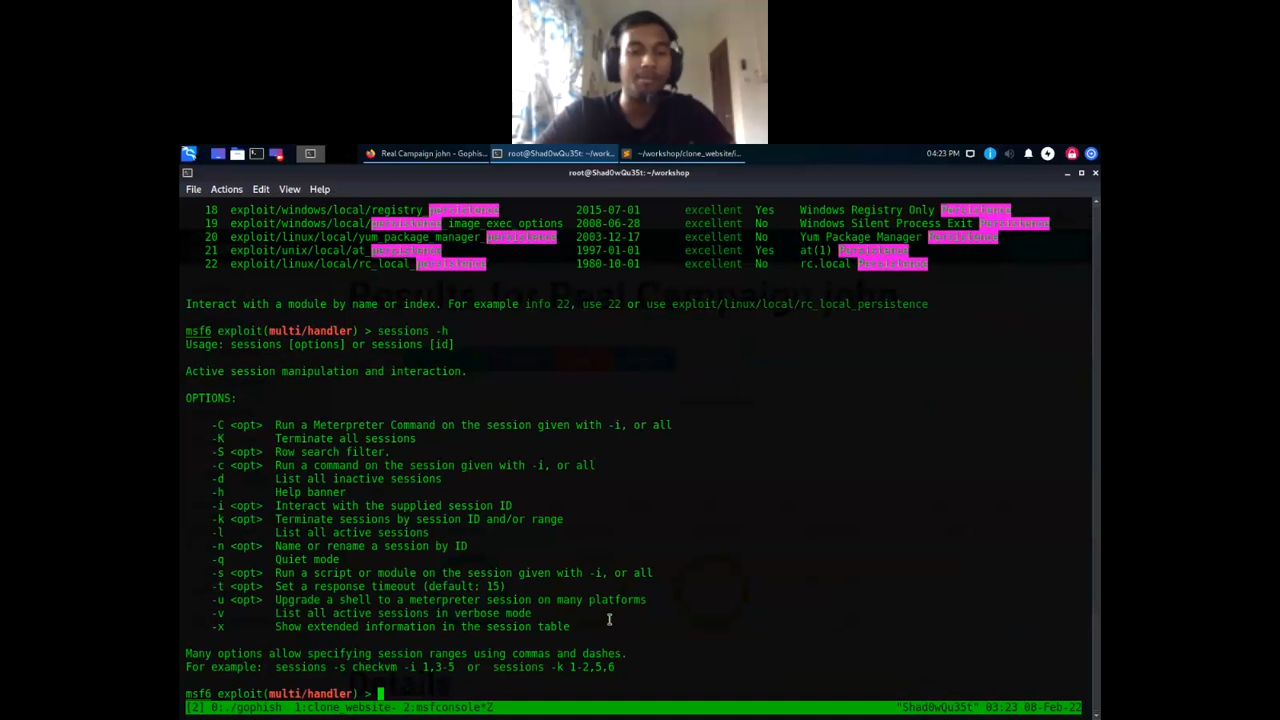 Real Campaign john - Gophis...
root@Shad0wQu35t: ~/work...
~/workshop/clone_website/i...
04:23 PM
root@Shad0wQu35t: ~/workshop
File Actions Edit View Help
18 exploit/windows/local/registry_persistence 2015-07-01 excellent Yes Windows Registry Only Persistence
19 exploit/windows/local/persistence_image_exec_options 2008-06-28 excellent No Windows Silent Process Exit Persistence
20 exploit/linux/local/yum_package_manager_persistence 2003-12-17 excellent No Yum Package Manager Persistence
21 exploit/unix/local/at_persistence 1997-01-01 excellent Yes at(1) Persistence
22 exploit/linux/local/rc_local_persistence 1980-10-01 excellent No rc.local Persistence
Results for Real Campaign john
Interact with a module by name or index. For example info 22, use 22 or use exploit/linux/local/rc_local_persistence
msf6 exploit(multi/handler) > sessions -h
Usage: sessions [options] or sessions [id]
Active session manipulation and interaction.
OPTIONS:
-C <opt> Run a Meterpreter Command on the session given with -i, or all
-K Terminate all sessions
-S <opt> Row search filter.
-c <opt> Run a command on the session given with -i, or all
-d List all inactive sessions
-h Help banner
-i <opt> Interact with the supplied session ID
-k <opt> Terminate sessions by session ID and/or range
-l List all active sessions
-n <opt> Name or rename a session by ID
-q Quiet mode
-s <opt> Run a script or module on the session given with -i, or all
-t <opt> Set a response timeout (default: 15)
-u <opt> Upgrade a shell to a meterpreter session on many platforms
-v List all active sessions in verbose mode
-x Show extended information in the session table
Many options allow specifying session ranges using commas and dashes.
For example: sessions -s checkvm -i 1,3-5 or sessions -k 1-2,5,6
Details
msf6 exploit(multi/handler) >
[2] 0:./gophish 1:clone_website- 2:msfconsole*Z "Shad0wQu35t" 03:23 08-Feb-22